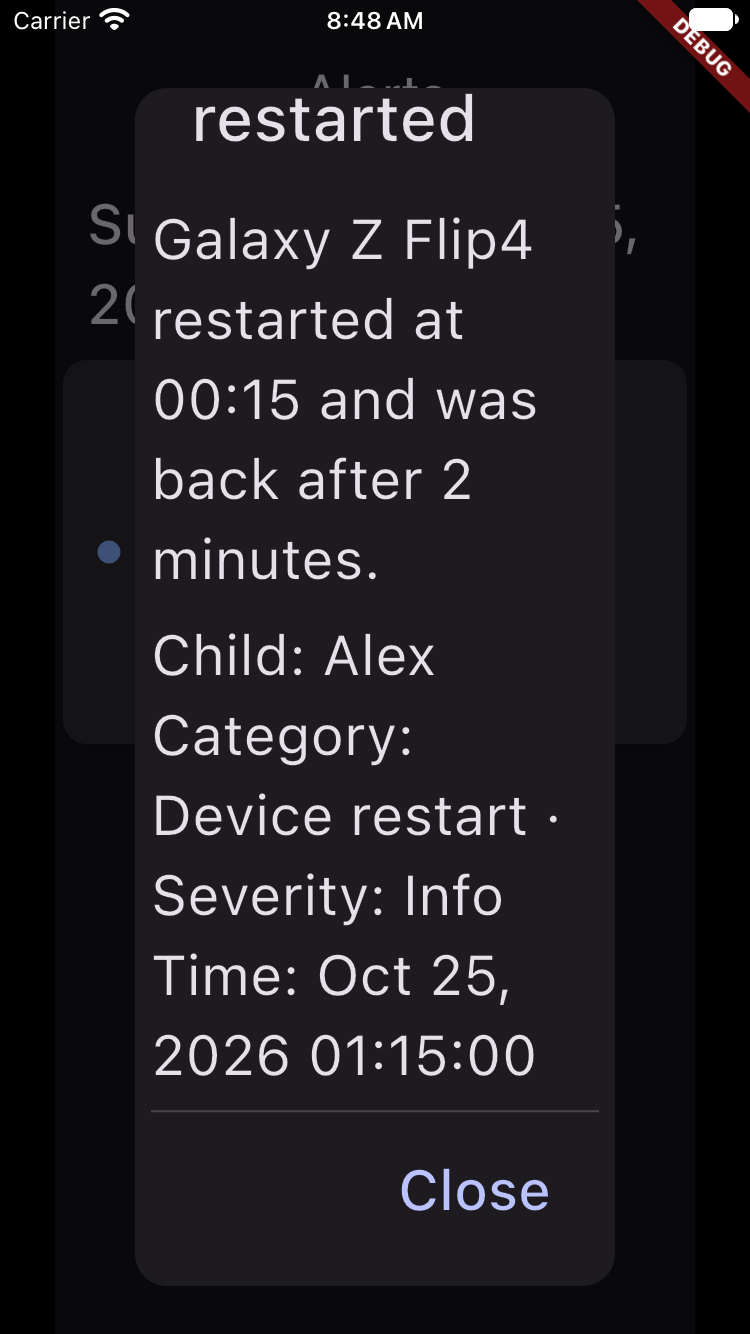 Carrier
8:48 AM
DEBUG
restarted
Galaxy Z Flip4
restarted at
00:15 and was
back after 2
minutes.
Child: Alex
Category:
Device restart ·
Severity: Info
Time: Oct 25,
2026 01:15:00
Close